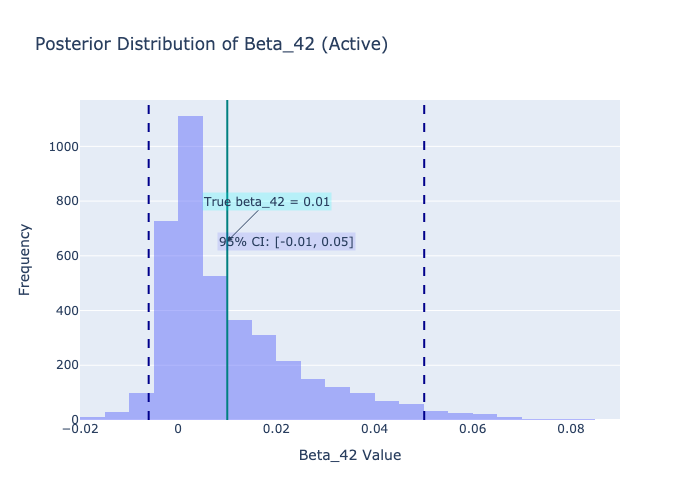 Posterior Distribution of Beta_42 (Active)
1000
800
600
400
200
0
True beta_42 = 0.01
95% CI: [-0.01, 0.05]
−0.02
0
0.02
0.04
0.06
0.08
Beta_42 Value
Frequency